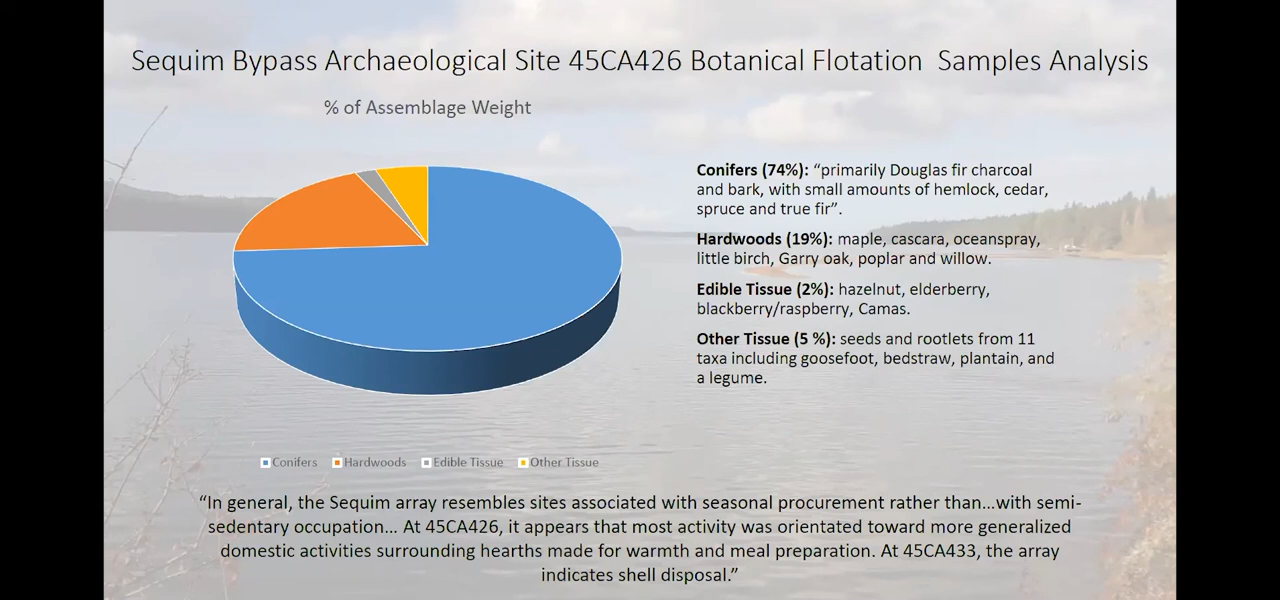 Sequim Bypass Archaeological Site 45CA426 Botanical Flotation Samples Analysis
% of Assemblage Weight
Conifers (74%): “primarily Douglas fir charcoal
and bark, with small amounts of hemlock, cedar,
spruce and true fir”.
Hardwoods (19%): maple, cascara, oceanspray,
little birch, Garry oak, poplar and willow.
Edible Tissue (2%): hazelnut, elderberry,
blackberry/raspberry, Camas.
Other Tissue (5 %): seeds and rootlets from 11
taxa including goosefoot, bedstraw, plantain, and
a legume.
Conifers Hardwoods Edible Tissue Other Tissue
“In general, the Sequim array resembles sites associated with seasonal procurement rather than…with semi-
sedentary occupation… At 45CA426, it appears that most activity was orientated toward more generalized
domestic activities surrounding hearths made for warmth and meal preparation. At 45CA433, the array
indicates shell disposal.”